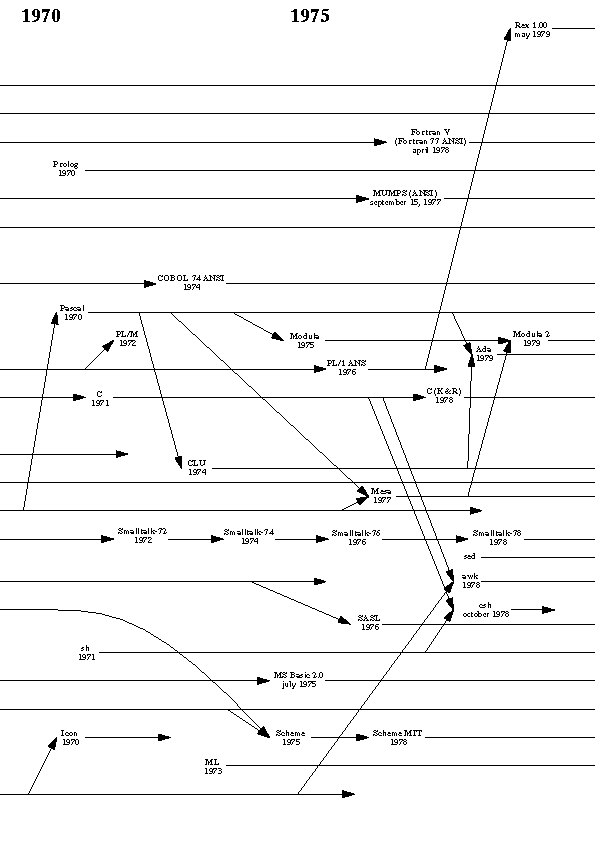 1970
1975
Rex 1.00
may 1979
Fortran V
(Fortran 77 ANSI)
april 1978
Prolog
1970
MUMPS (ANSI)
september 15, 1977
COBOL 74 ANSI
1974
Pascal
1970
PL/M
1972
Modula
1975
Modula 2
1979
Ada
1979
PL/1 ANS
1976
C
1971
C (K&R)
1978
CLU
1974
Mesa
1977
Smalltalk-72
1972
Smalltalk-74
1974
Smalltalk-76
1976
Smalltalk-78
1978
sed
awk
1978
csh
october 1978
SASL
1976
sh
1971
MS Basic 2.0
july 1975
Icon
1970
Scheme
1975
Scheme MIT
1978
ML
1973